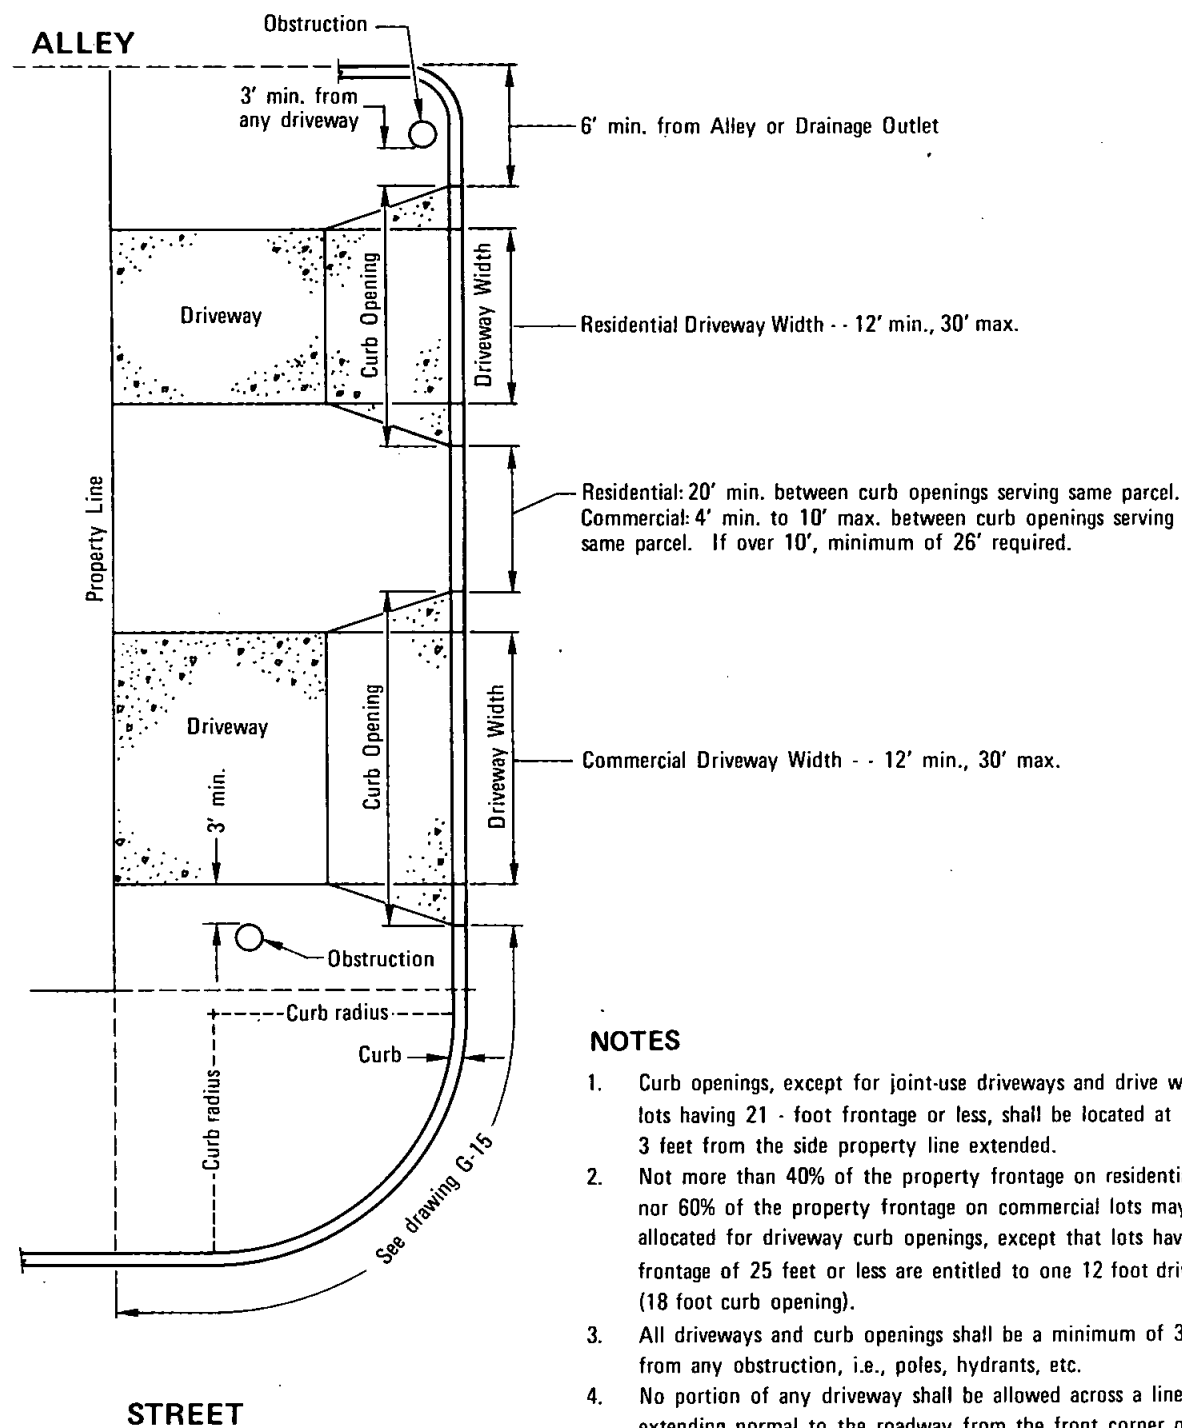 Obstruction
ALLEY
3' min. from
any driveway
6' min. from Alley or Drainage Outlet
Driveway
Curb Opening
Driveway Width
Residential Driveway Width - - 12' min., 30' max.
Property Line
Residential: 20' min. between curb openings serving same parcel.
Commercial: 4' min. to 10' max. between curb openings serving
same parcel. If over 10', minimum of 26' required.
Driveway
3' min.
Curb Opening
Driveway Width
Commercial Driveway Width - - 12' min., 30' max.
Obstruction
Curb radius
Curb
Curb radius
See drawing G-15
STREET
NOTES
1. Curb openings, except for joint-use driveways and drive
lots having 21 - foot frontage or less, shall be located at
3 feet from the side property line extended.
2. Not more than 40% of the property frontage on
nor 60% of the property frontage on commercial lots may
allocated for driveway curb openings, except that lots
frontage of 25 feet or less are entitled to one 12 foot
(18 foot curb opening).
3. All driveways and curb openings shall be a minimum of 3
from any obstruction, i.e., poles, hydrants, etc.
4. No portion of any driveway shall be allowed across a line
extending normal to the roadway from the front corner